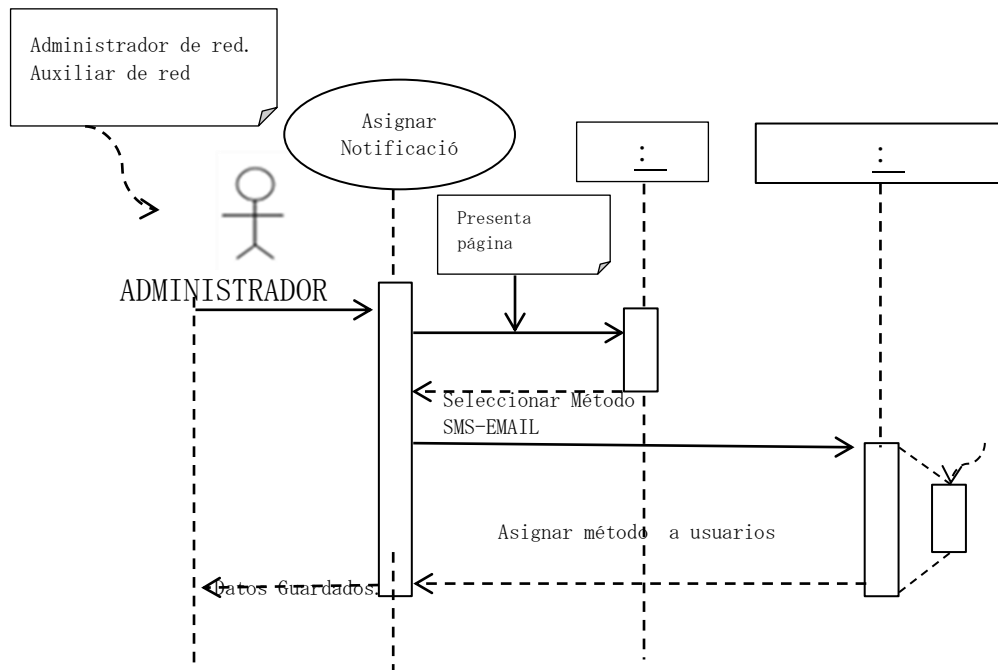 Administrador de red.
Auxiliar de red
Asignar
Notificació
:
:
Presenta
página
ADMINISTRADOR
Seleccionar Método
SMS-EMAIL
Asignar método a usuarios
Datos Guardados.